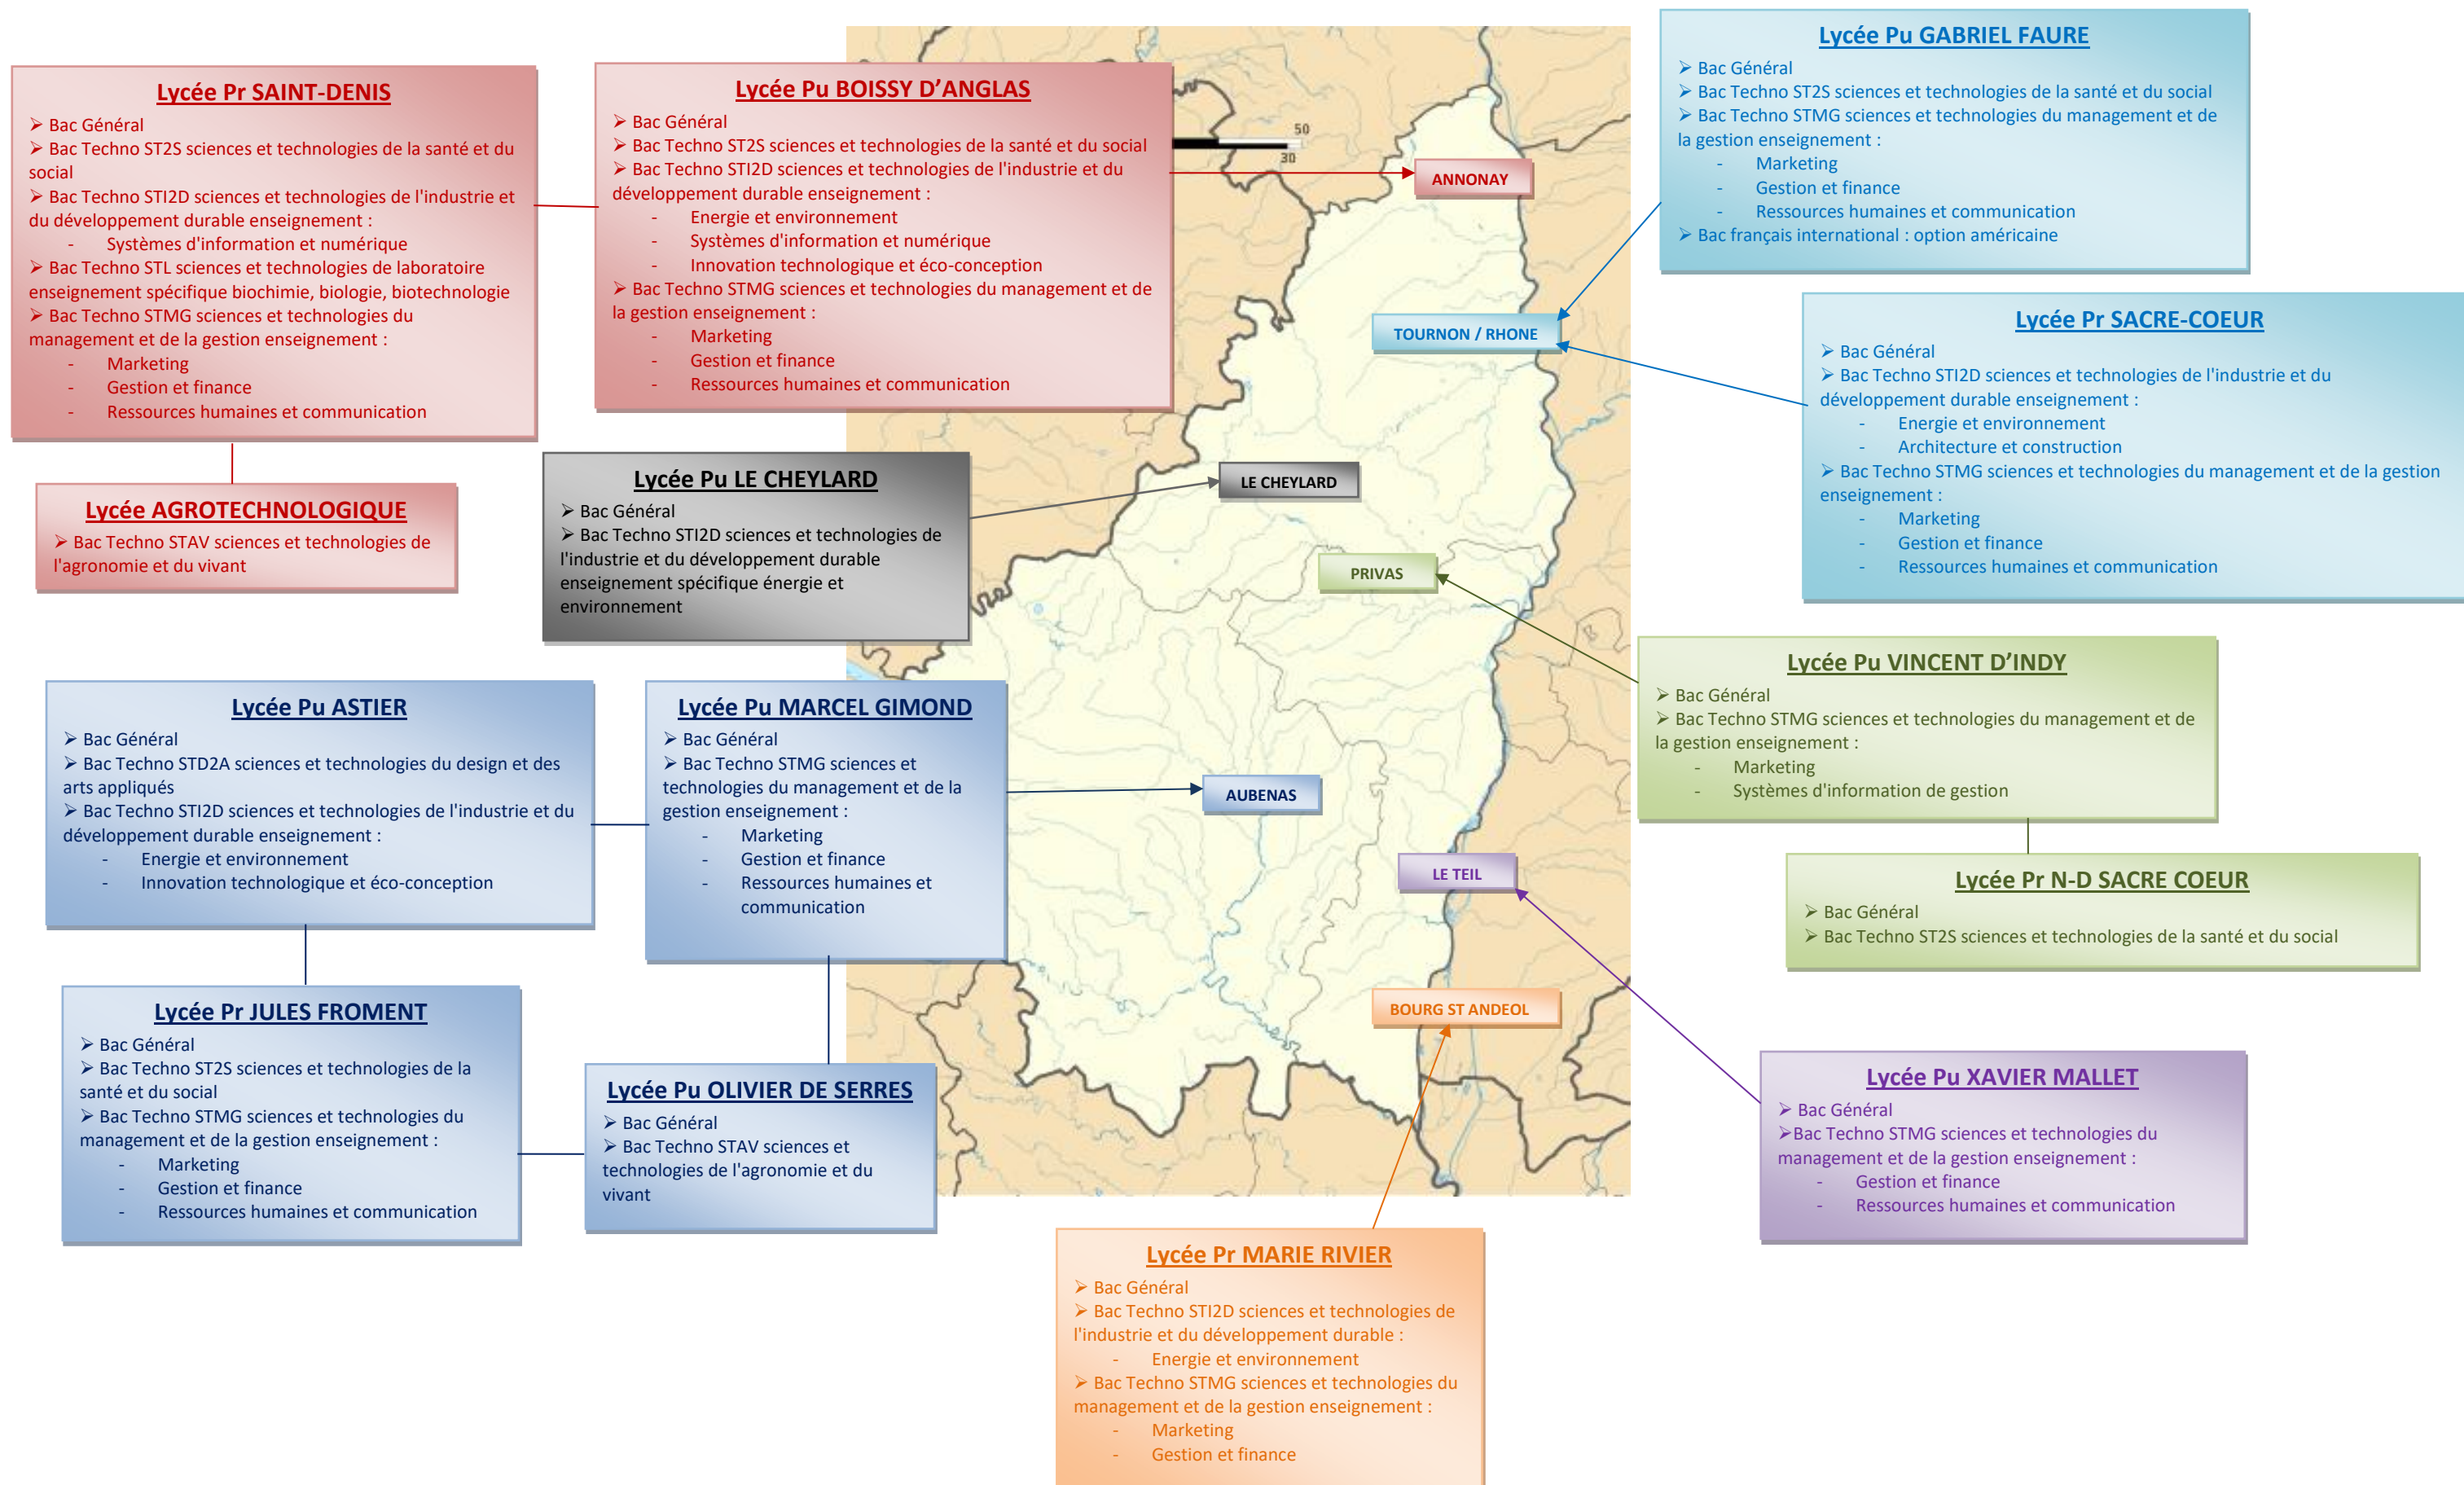 Lycée Pr SAINT-DENIS
➢ Bac Général
➢ Bac Techno ST2S sciences et technologies de la santé et du
social
➢ Bac Techno STI2D sciences et technologies de l'industrie et
du développement durable enseignement :
- Systèmes d'information et numérique
➢ Bac Techno STL sciences et technologies de laboratoire
enseignement spécifique biochimie, biologie, biotechnologie
➢ Bac Techno STMG sciences et technologies du
management et de la gestion enseignement :
- Marketing
- Gestion et finance
- Ressources humaines et communication
Lycée Pu BOISSY D’ANGLAS
➢ Bac Général
➢ Bac Techno ST2S sciences et technologies de la santé et du social
➢ Bac Techno STI2D sciences et technologies de l'industrie et du
développement durable enseignement :
- Energie et environnement
- Systèmes d'information et numérique
- Innovation technologique et éco-conception
➢ Bac Techno STMG sciences et technologies du management et de
la gestion enseignement :
- Marketing
- Gestion et finance
- Ressources humaines et communication
50
30
ANNONAY
Lycée Pu GABRIEL FAURE
➢ Bac Général
➢ Bac Techno ST2S sciences et technologies de la santé et du social
➢ Bac Techno STMG sciences et technologies du management et de
la gestion enseignement :
- Marketing
- Gestion et finance
- Ressources humaines et communication
➢ Bac français international : option américaine
TOURNON / RHONE
Lycée Pr SACRE-COEUR
➢ Bac Général
➢ Bac Techno STI2D sciences et technologies de l'industrie et du
développement durable enseignement :
- Energie et environnement
- Architecture et construction
➢ Bac Techno STMG sciences et technologies du management et de la gestion
enseignement :
- Marketing
- Gestion et finance
- Ressources humaines et communication
Lycée AGROTECHNOLOGIQUE
➢ Bac Techno STAV sciences et technologies de
l'agronomie et du vivant
Lycée Pu LE CHEYLARD
➢ Bac Général
➢ Bac Techno STI2D sciences et technologies de
l'industrie et du développement durable
enseignement spécifique énergie et
environnement
LE CHEYLARD
PRIVAS
Lycée Pu VINCENT D’INDY
➢ Bac Général
➢ Bac Techno STMG sciences et technologies du management et de
la gestion enseignement :
- Marketing
- Systèmes d'information de gestion
Lycée Pu ASTIER
➢ Bac Général
➢ Bac Techno STD2A sciences et technologies du design et des
arts appliqués
➢ Bac Techno STI2D sciences et technologies de l'industrie et du
développement durable enseignement :
- Energie et environnement
- Innovation technologique et éco-conception
Lycée Pu MARCEL GIMOND
➢ Bac Général
➢ Bac Techno STMG sciences et
technologies du management et de la
gestion enseignement :
- Marketing
- Gestion et finance
- Ressources humaines et
communication
AUBENAS
LE TEIL
Lycée Pr N-D SACRE COEUR
➢ Bac Général
➢ Bac Techno ST2S sciences et technologies de la santé et du social
BOURG ST ANDEOL
Lycée Pr JULES FROMENT
➢ Bac Général
➢ Bac Techno ST2S sciences et technologies de la
santé et du social
➢ Bac Techno STMG sciences et technologies du
management et de la gestion enseignement :
- Marketing
- Gestion et finance
- Ressources humaines et communication
Lycée Pu OLIVIER DE SERRES
➢ Bac Général
➢ Bac Techno STAV sciences et
technologies de l'agronomie et du
vivant
Lycée Pu XAVIER MALLET
➢ Bac Général
➢Bac Techno STMG sciences et technologies du
management et de la gestion enseignement :
- Gestion et finance
- Ressources humaines et communication
Lycée Pr MARIE RIVIER
➢ Bac Général
➢ Bac Techno STI2D sciences et technologies de
l'industrie et du développement durable :
- Energie et environnement
➢ Bac Techno STMG sciences et technologies du
management et de la gestion enseignement :
- Marketing
- Gestion et finance